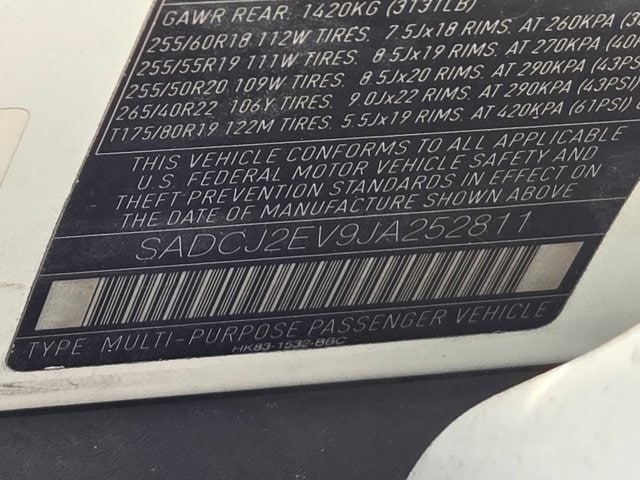 GAWR REAR. 1420KG (3131LB)
255/60R18 112W TIRES. 7.5Jx18 RIMS. AT 260KPA
255/55R19 111W TIRES. 8.5Jx19 RIMS. AT 270KPA
255/50R20 109W TIRES. 8.5Jx20 RIMS. AT 290KPA (43PSI
265/40R22 106Y TIRES. 9.0Jx22 RIMS. AT 290KPA (43PSI)
T175/80R19 122M TIRES. 5.5Jx19 RIMS. AT 420KPA (61PSI)
THIS VEHICLE CONFORMS TO ALL APPLICABLE
U.S. FEDERAL MOTOR VEHICLE SAFETY AND
THEFT PREVENTION STANDARDS IN EFFECT ON
THE DATE OF MANUFACTURE SHOWN ABOVE
SADCJ2EV9JA252811
TYPE MULTI-PURPOSE PASSENGER VEHICLE
HK83-1532-BBC